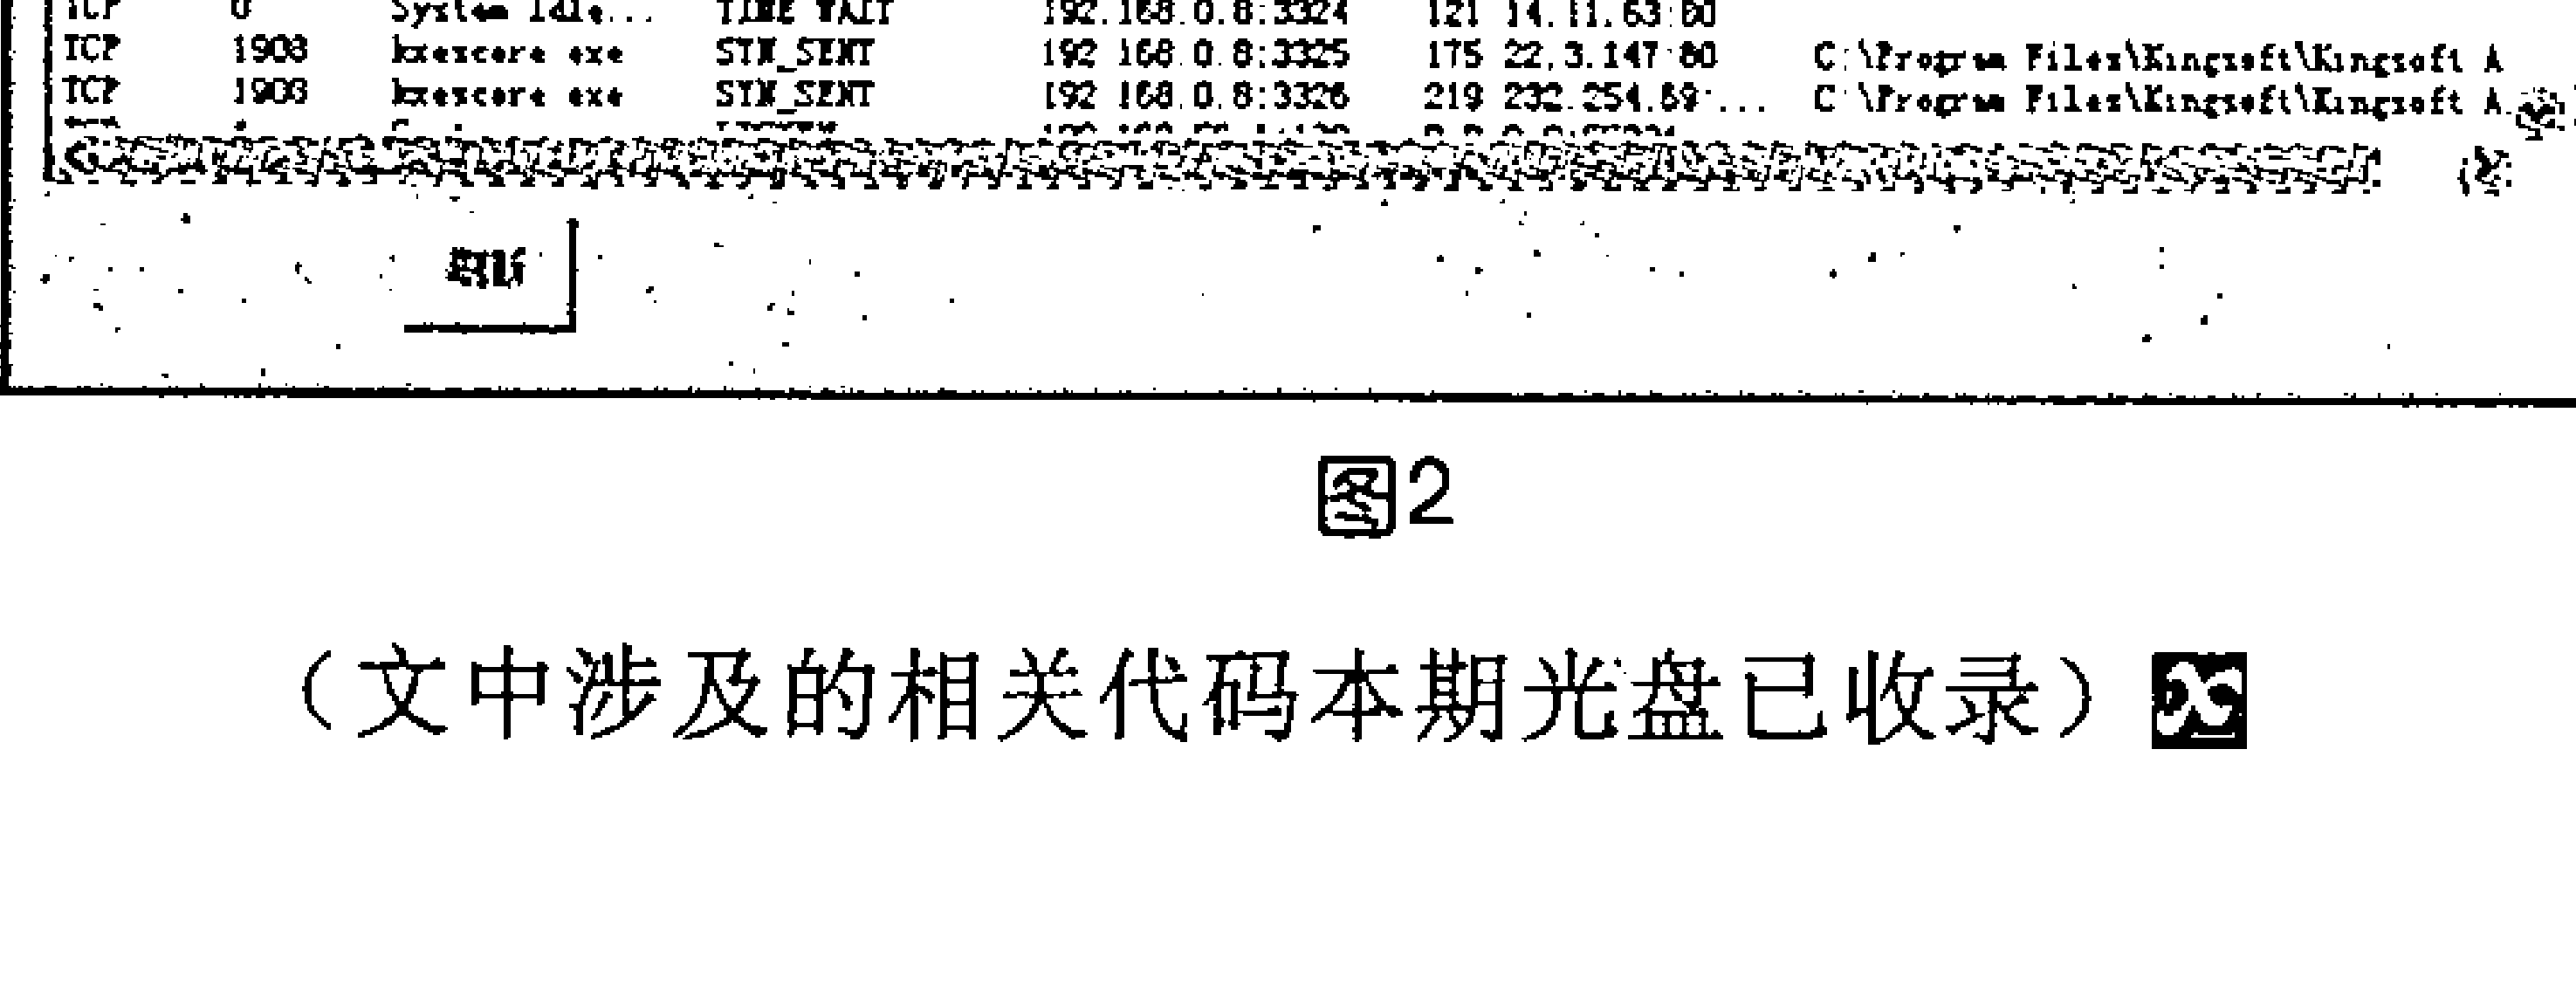 TCP 0 System Idle... TIME_WAIT 192.168.0.8:3324 121.14.11.63:80
TCP 1908 kxescore.exe SYN_SENT 192.168.0.8:3325 175.22.3.147:80 C:\Program Files\Kingsoft\Kingsoft A
TCP 1908 kxescore.exe SYN_SENT 192.168.0.8:3326 219.232.254.69:... C:\Program Files\Kingsoft\Kingsoft A
图2
(文中涉及的相关代码本期光盘已收录)